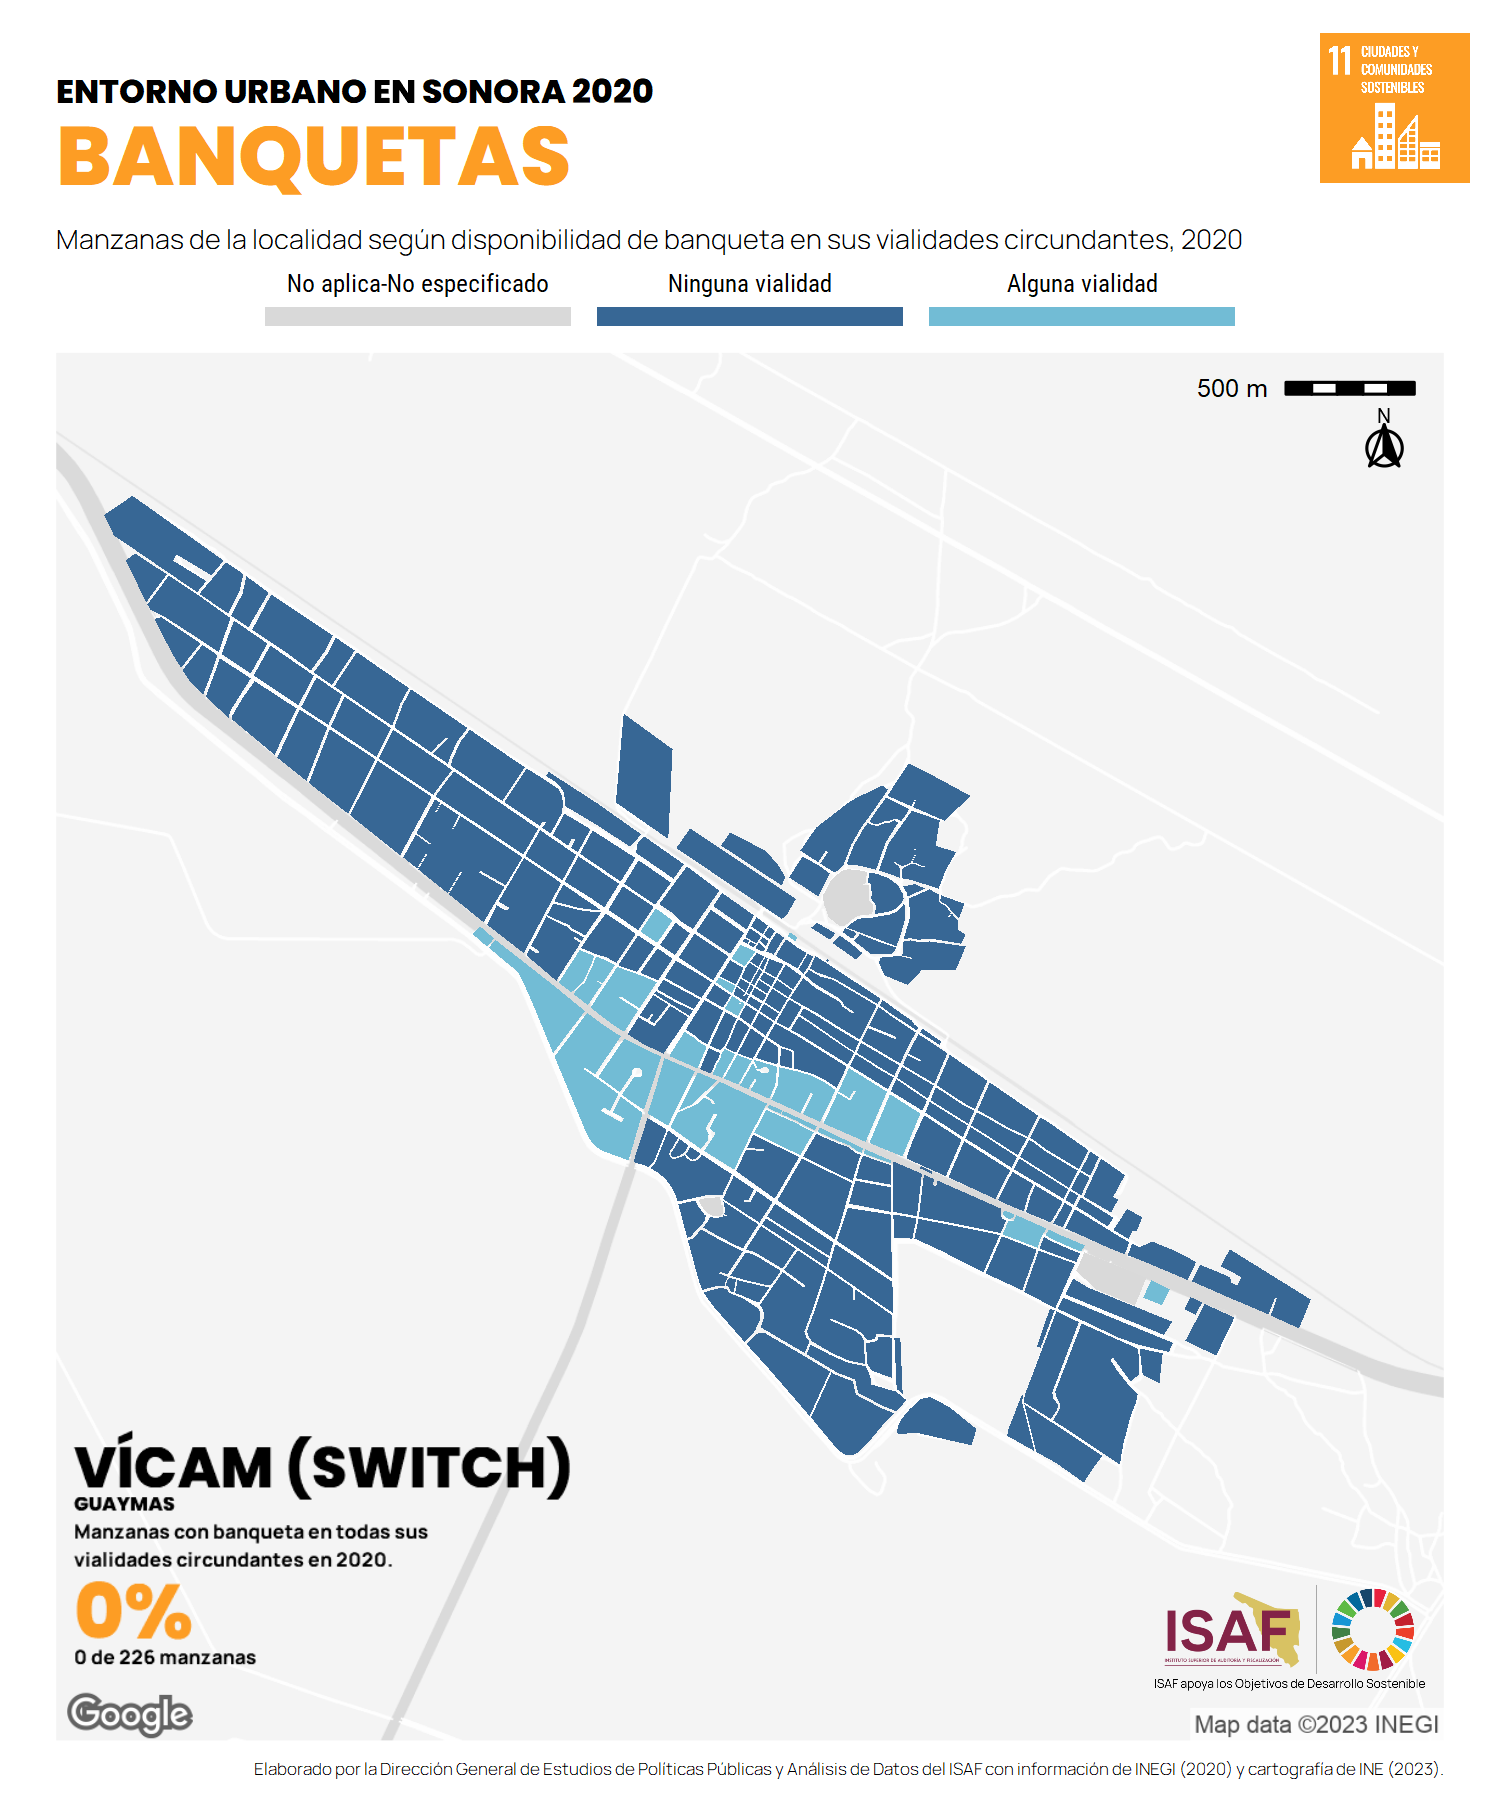 ENTORNO URBANO EN SONORA 2020
BANQUETAS
11 CIUDADES Y
COMUNIDADES
SOSTENIBLES
Manzanas de la localidad según disponibilidad de banqueta en sus vialidades circundantes, 2020
No aplica-No especificado
Ninguna vialidad
Alguna vialidad
500 m
N
VÍCAM (SWITCH)
GUAYMAS
Manzanas con banqueta en todas sus
vialidades circundantes en 2020.
0%
0 de 226 manzanas
Google
ISAF
INSTITUTO SUPERIOR DE AUDITORÍA Y FISCALIZACIÓN
ISAF apoya los Objetivos de Desarrollo Sostenible
Map data ©2023 INEGI
Elaborado por la Dirección General de Estudios de Políticas Públicas y Análisis de Datos del ISAF con información de INEGI (2020) y cartografía de INE (2023).